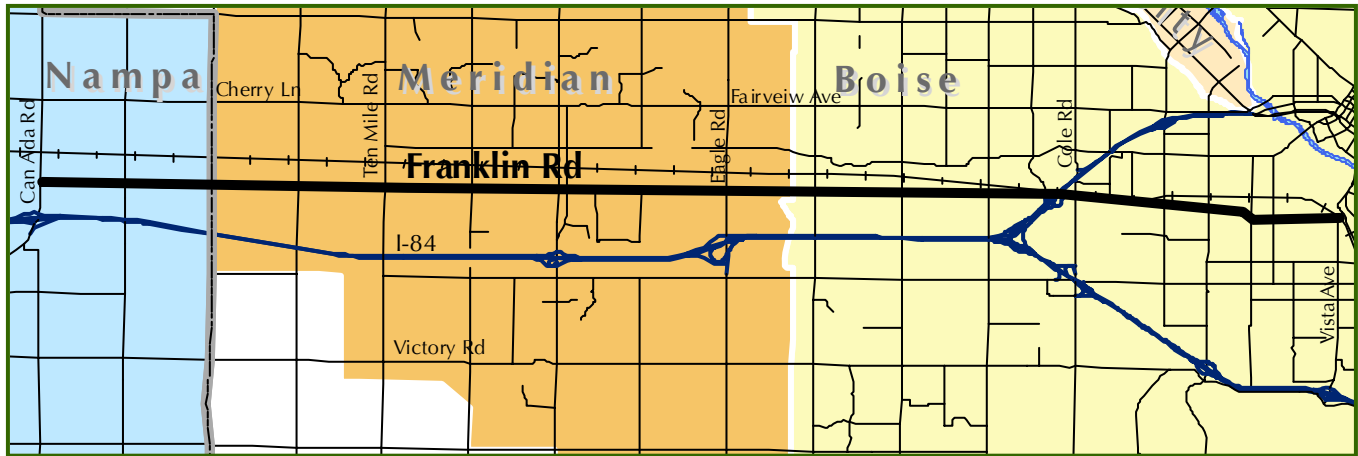 Nampa
Meridian
Boise
ity
Cherry Ln
Fairveiw Ave
Can Ada Rd
Ten Mile Rd
Eagle Rd
Cole Rd
Franklin Rd
I-84
Victory Rd
Vista Ave